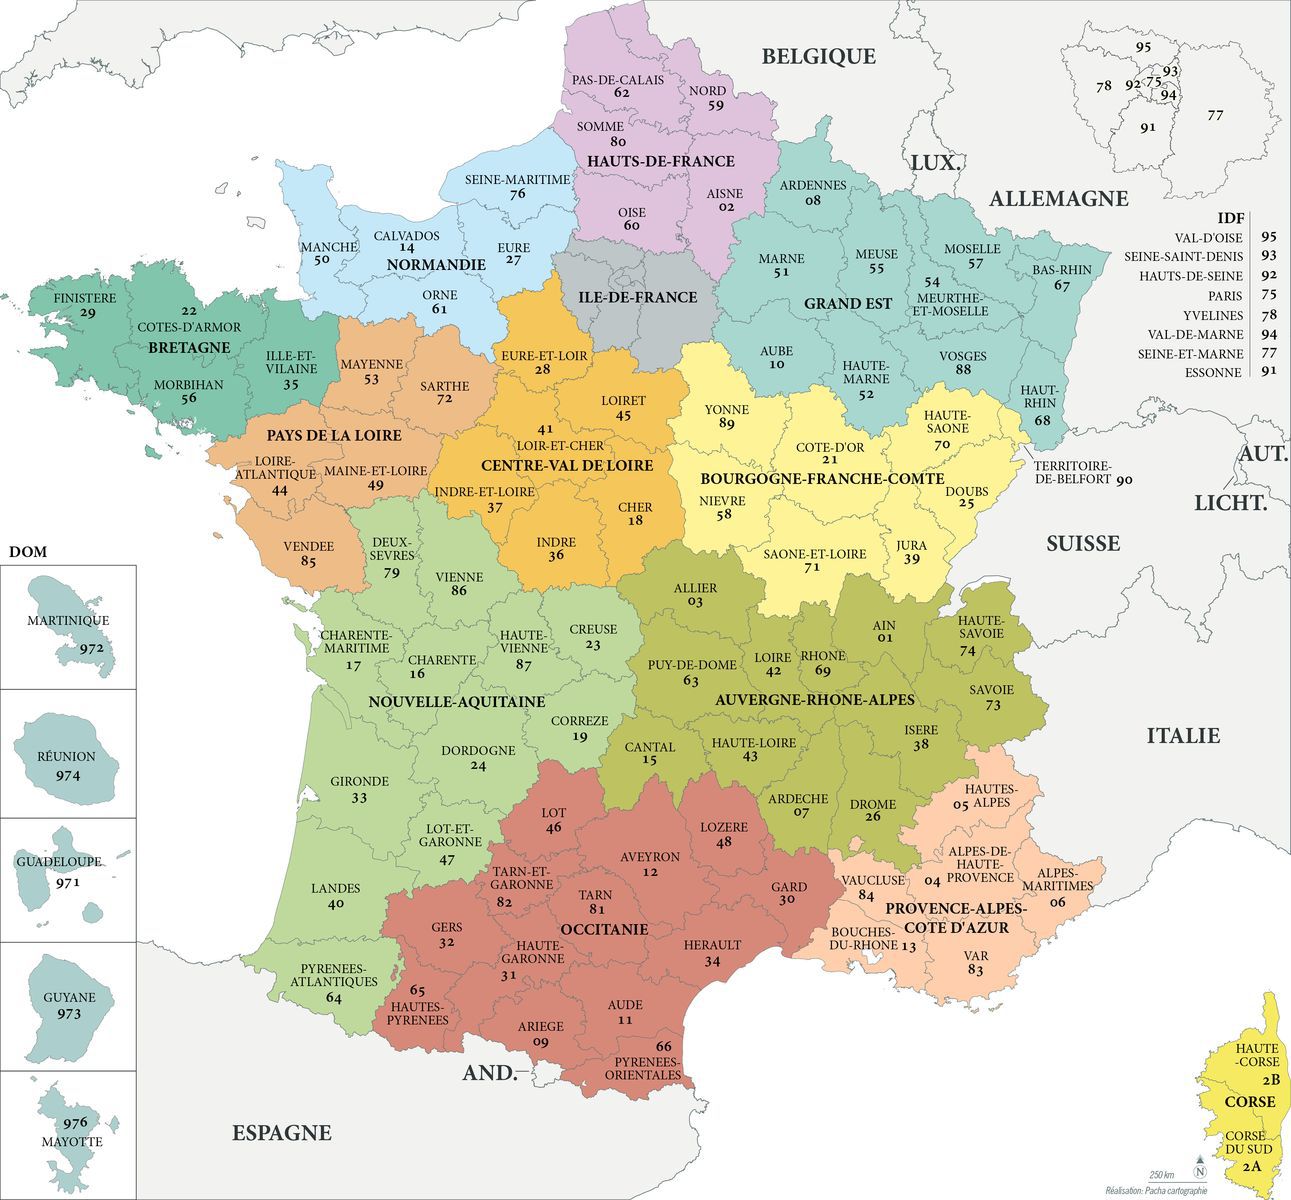 BELGIQUE
LUX.
ALLEMAGNE
SUISSE
AUT.
LICHT.
ITALIE
ESPAGNE
AND.
95
78
92
75
93
94
91
77
IDF
VAL-D'OISE 95
SEINE-SAINT-DENIS 93
HAUTS-DE-SEINE 92
PARIS 75
YVELINES 78
VAL-DE-MARNE 94
SEINE-ET-MARNE 77
ESSONNE 91
PAS-DE-CALAIS
62
NORD
59
SOMME
80
HAUTS-DE-FRANCE
OISE
60
AISNE
02
SEINE-MARITIME
76
MANCHE
50
CALVADOS
14
NORMANDIE
EURE
27
ORNE
61
ILE-DE-FRANCE
ARDENNES
08
MARNE
51
MEUSE
55
MOSELLE
57
54
MEURTHE-
ET-MOSELLE
BAS-RHIN
67
GRAND EST
AUBE
10
HAUTE-
MARNE
52
VOSGES
88
HAUT-
RHIN
68
FINISTERE
29
22
COTES-D'ARMOR
BRETAGNE
MORBIHAN
56
ILLE-ET-
VILAINE
35
MAYENNE
53
SARTHE
72
PAYS DE LA LOIRE
LOIRE-
ATLANTIQUE
44
MAINE-ET-LOIRE
49
VENDEE
85
EURE-ET-LOIR
28
LOIRET
45
41
LOIR-ET-CHER
CENTRE-VAL DE LOIRE
INDRE-ET-LOIRE
37
CHER
18
INDRE
36
YONNE
89
COTE-D'OR
21
HAUTE-
SAONE
70
BOURGOGNE-FRANCHE-COMTE
TERRITOIRE-
DE-BELFORT 90
NIEVRE
58
DOUBS
25
SAONE-ET-LOIRE
71
JURA
39
DEUX-
SEVRES
79
VIENNE
86
CHARENTE-
MARITIME
17
CHARENTE
16
HAUTE-
VIENNE
87
CREUSE
23
NOUVELLE-AQUITAINE
CORREZE
19
DORDOGNE
24
GIRONDE
33
LOT-ET-
GARONNE
47
LANDES
40
PYRENEES-
ATLANTIQUES
64
ALLIER
03
PUY-DE-DOME
63
LOIRE
42
RHONE
69
AIN
01
HAUTE-
SAVOIE
74
AUVERGNE-RHONE-ALPES
SAVOIE
73
ISERE
38
CANTAL
15
HAUTE-LOIRE
43
ARDECHE
07
DROME
26
LOT
46
LOZERE
48
AVEYRON
12
TARN-ET-
GARONNE
82
TARN
81
GARD
30
OCCITANIE
GERS
32
HAUTE-
GARONNE
31
HERAULT
34
65
HAUTES-
PYRENEES
ARIEGE
09
AUDE
11
66
PYRENEES-
ORIENTALES
HAUTES-
05 ALPES
ALPES-DE-
HAUTE-
04 PROVENCE
ALPES-
MARITIMES
06
VAUCLUSE
84
PROVENCE-ALPES-
COTE D'AZUR
BOUCHES-
DU-RHONE 13
VAR
83
HAUTE
-CORSE
2B
CORSE
CORSE
DU SUD
2A
DOM
MARTINIQUE
972
RÉUNION
974
GUADELOUPE
971
GUYANE
973
976
MAYOTTE
250 km
N
Réalisation: Pacha cartographie